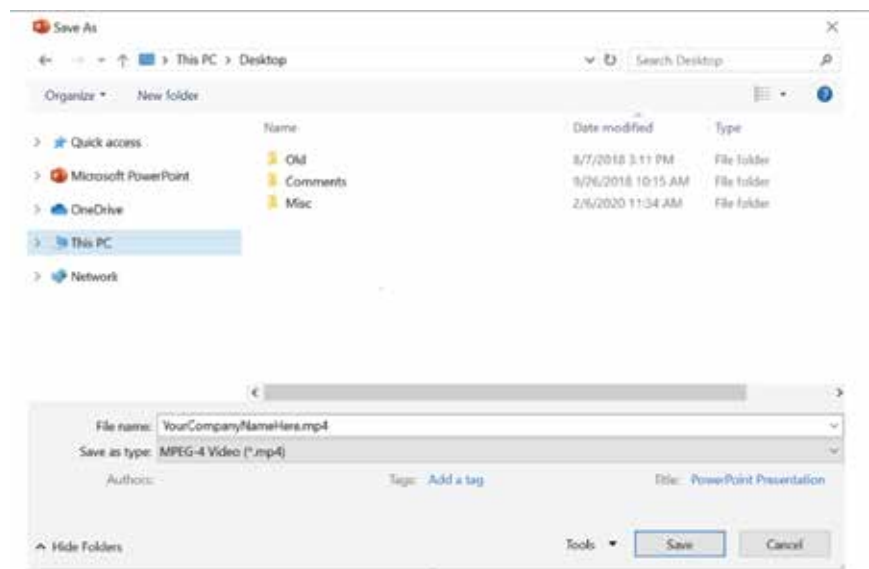 Save As
This PC > Desktop
Search Desktop
Organize
New folder
Name
Date modified
Type
Quick access
Microsoft PowerPoint
OneDrive
This PC
Network
Old
8/7/2018 3:11 PM
File folder
Comments
9/26/2018 10:15 AM
File folder
Misc
2/6/2020 11:34 AM
File folder
File name: YourCompanyNameHere.mp4
Save as type: MPEG-4 Video (*.mp4)
Authors:
Tags: Add a tag
Title: PowerPoint Presentation
Hide Folders
Tools
Save
Cancel